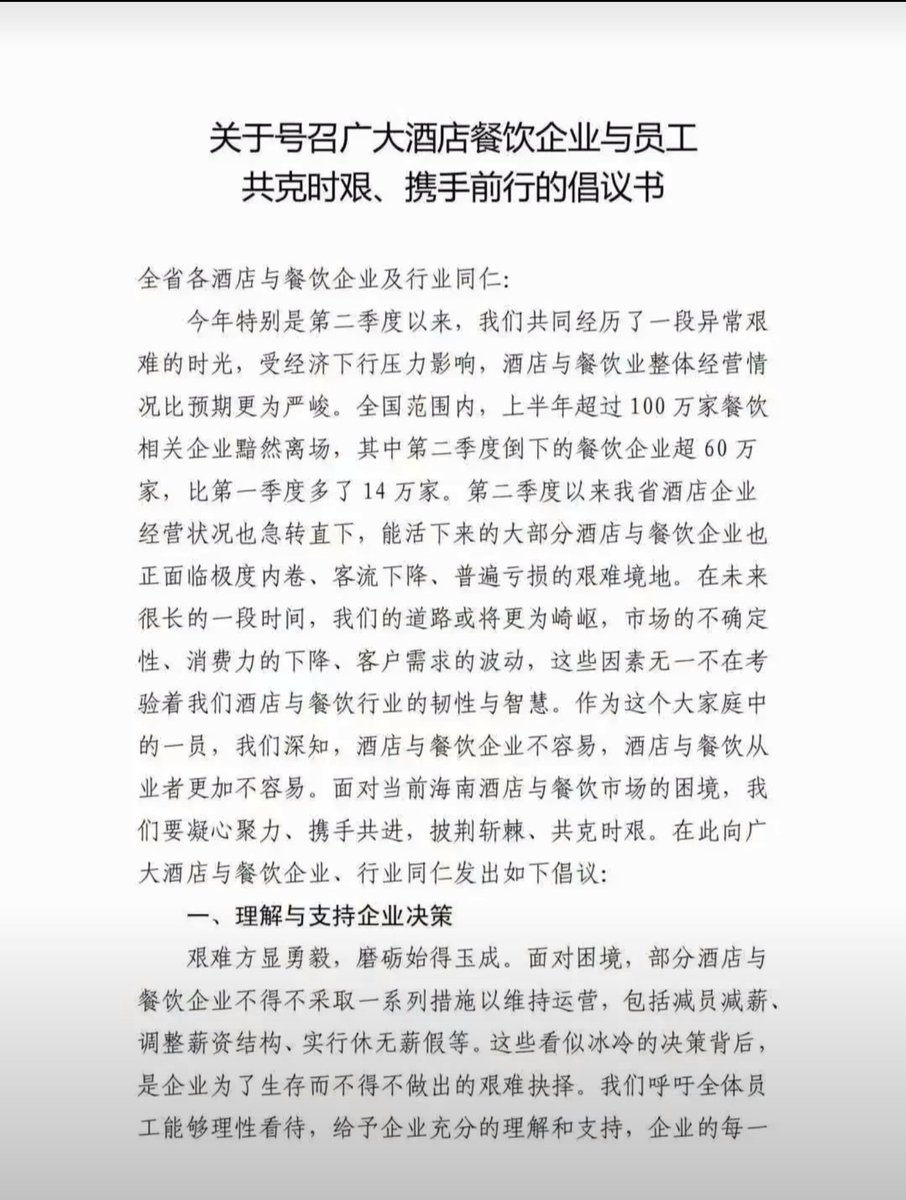 关于号召广大酒店餐饮企业与员工
共克时艰、携手前行的倡议书
全省各酒店与餐饮企业及行业同仁：
今年特别是第二季度以来，我们共同经历了一段异常艰
难的时光，受经济下行压力影响，酒店与餐饮业整体经营情
况比预期更为严峻。全国范围内，上半年超过 100 万家餐饮
相关企业黯然离场，其中第二季度倒下的餐饮企业超 60 万
家，比第一季度多了 14 万家。第二季度以来我省酒店企业
经营状况也急转直下，能活下来的大部分酒店与餐饮企业也
正面临极度内卷、客流下降、普遍亏损的艰难境地。在未来
很长的一段时间，我们的道路或将更为崎岖，市场的不确定
性、消费力的下降、客户需求的波动，这些因素无一不在考
验着我们酒店与餐饮行业的韧性与智慧。作为这个大家庭中
的一员，我们深知，酒店与餐饮企业不容易，酒店与餐饮从
业者更加不容易。面对当前海南酒店与餐饮市场的困境，我
们要凝心聚力、携手共进，披荆斩棘、共克时艰。在此向广
大酒店与餐饮企业、行业同仁发出如下倡议：
一、理解与支持企业决策
艰难方显勇毅，磨砺始得玉成。面对困境，部分酒店与
餐饮企业不得不采取一系列措施以维持运营，包括减员减薪、
调整薪资结构、实行休无薪假等。这些看似冰冷的决策背后，
是企业为了生存而不得不做出的艰难抉择。我们呼吁全体员
工能够理性看待，给予企业充分的理解和支持，企业的每一